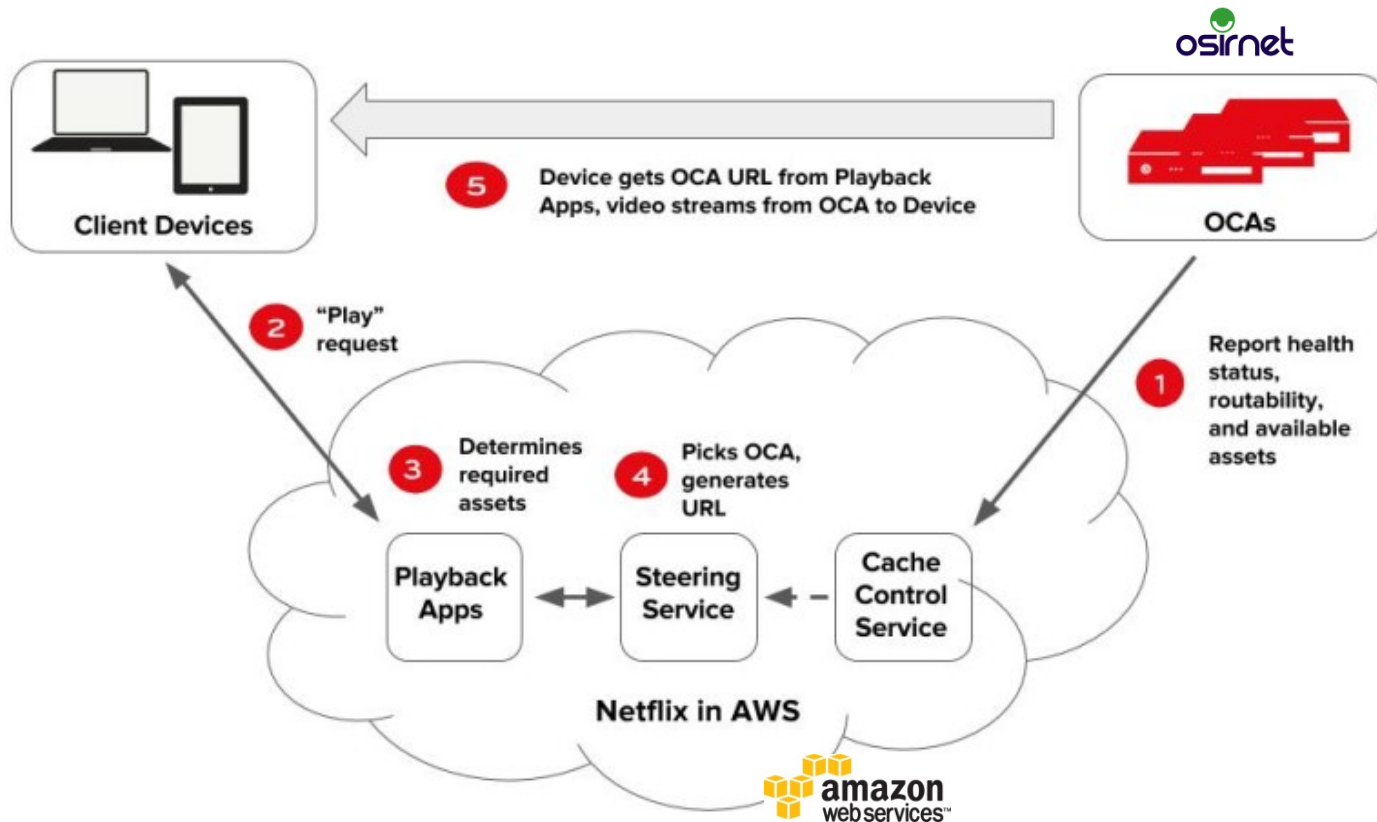 osirnet
Client Devices
OCAs
5
Device gets OCA URL from Playback
Apps, video streams from OCA to Device
2
“Play”
request
1
Report health
status,
routability,
and available
assets
3
Determines
required
assets
4
Picks OCA,
generates
URL
Playback
Apps
Steering
Service
Cache
Control
Service
Netflix in AWS
amazon
webservices™